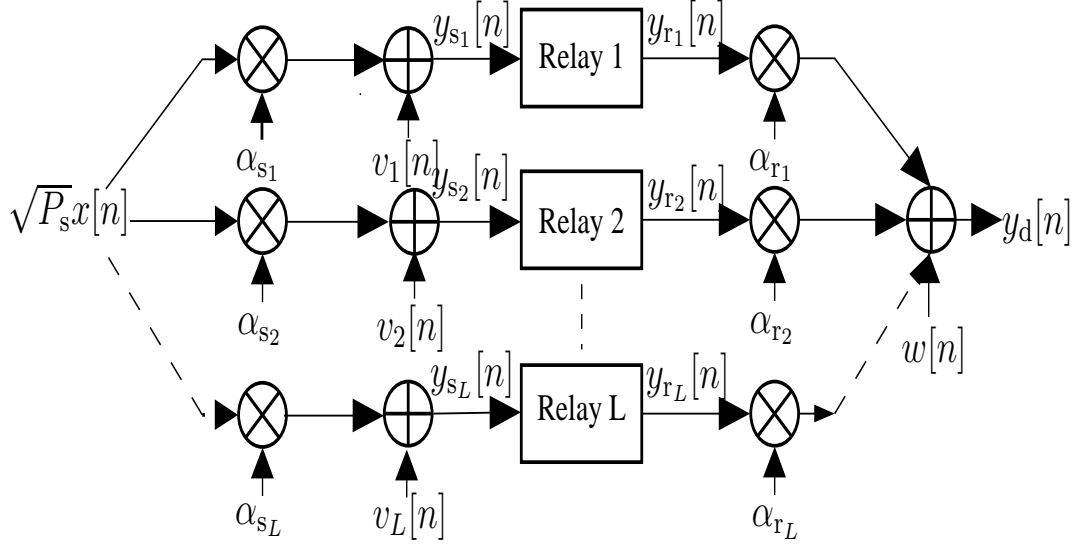 y_{s_1}[n] Relay 1 y_{r_1}[n]
α_{s_1} v_1[n] α_{r_1}
√P_s x[n] y_{s_2}[n] Relay 2 y_{r_2}[n] y_d[n]
α_{s_2} v_2[n] α_{r_2} w[n]
y_{s_L}[n] Relay L y_{r_L}[n]
α_{s_L} v_L[n] α_{r_L}